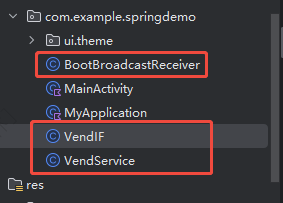 com.example.springdemo
ui.theme
BootBroadcastReceiver
MainActivity
MyApplication
VendIF
VendService
res